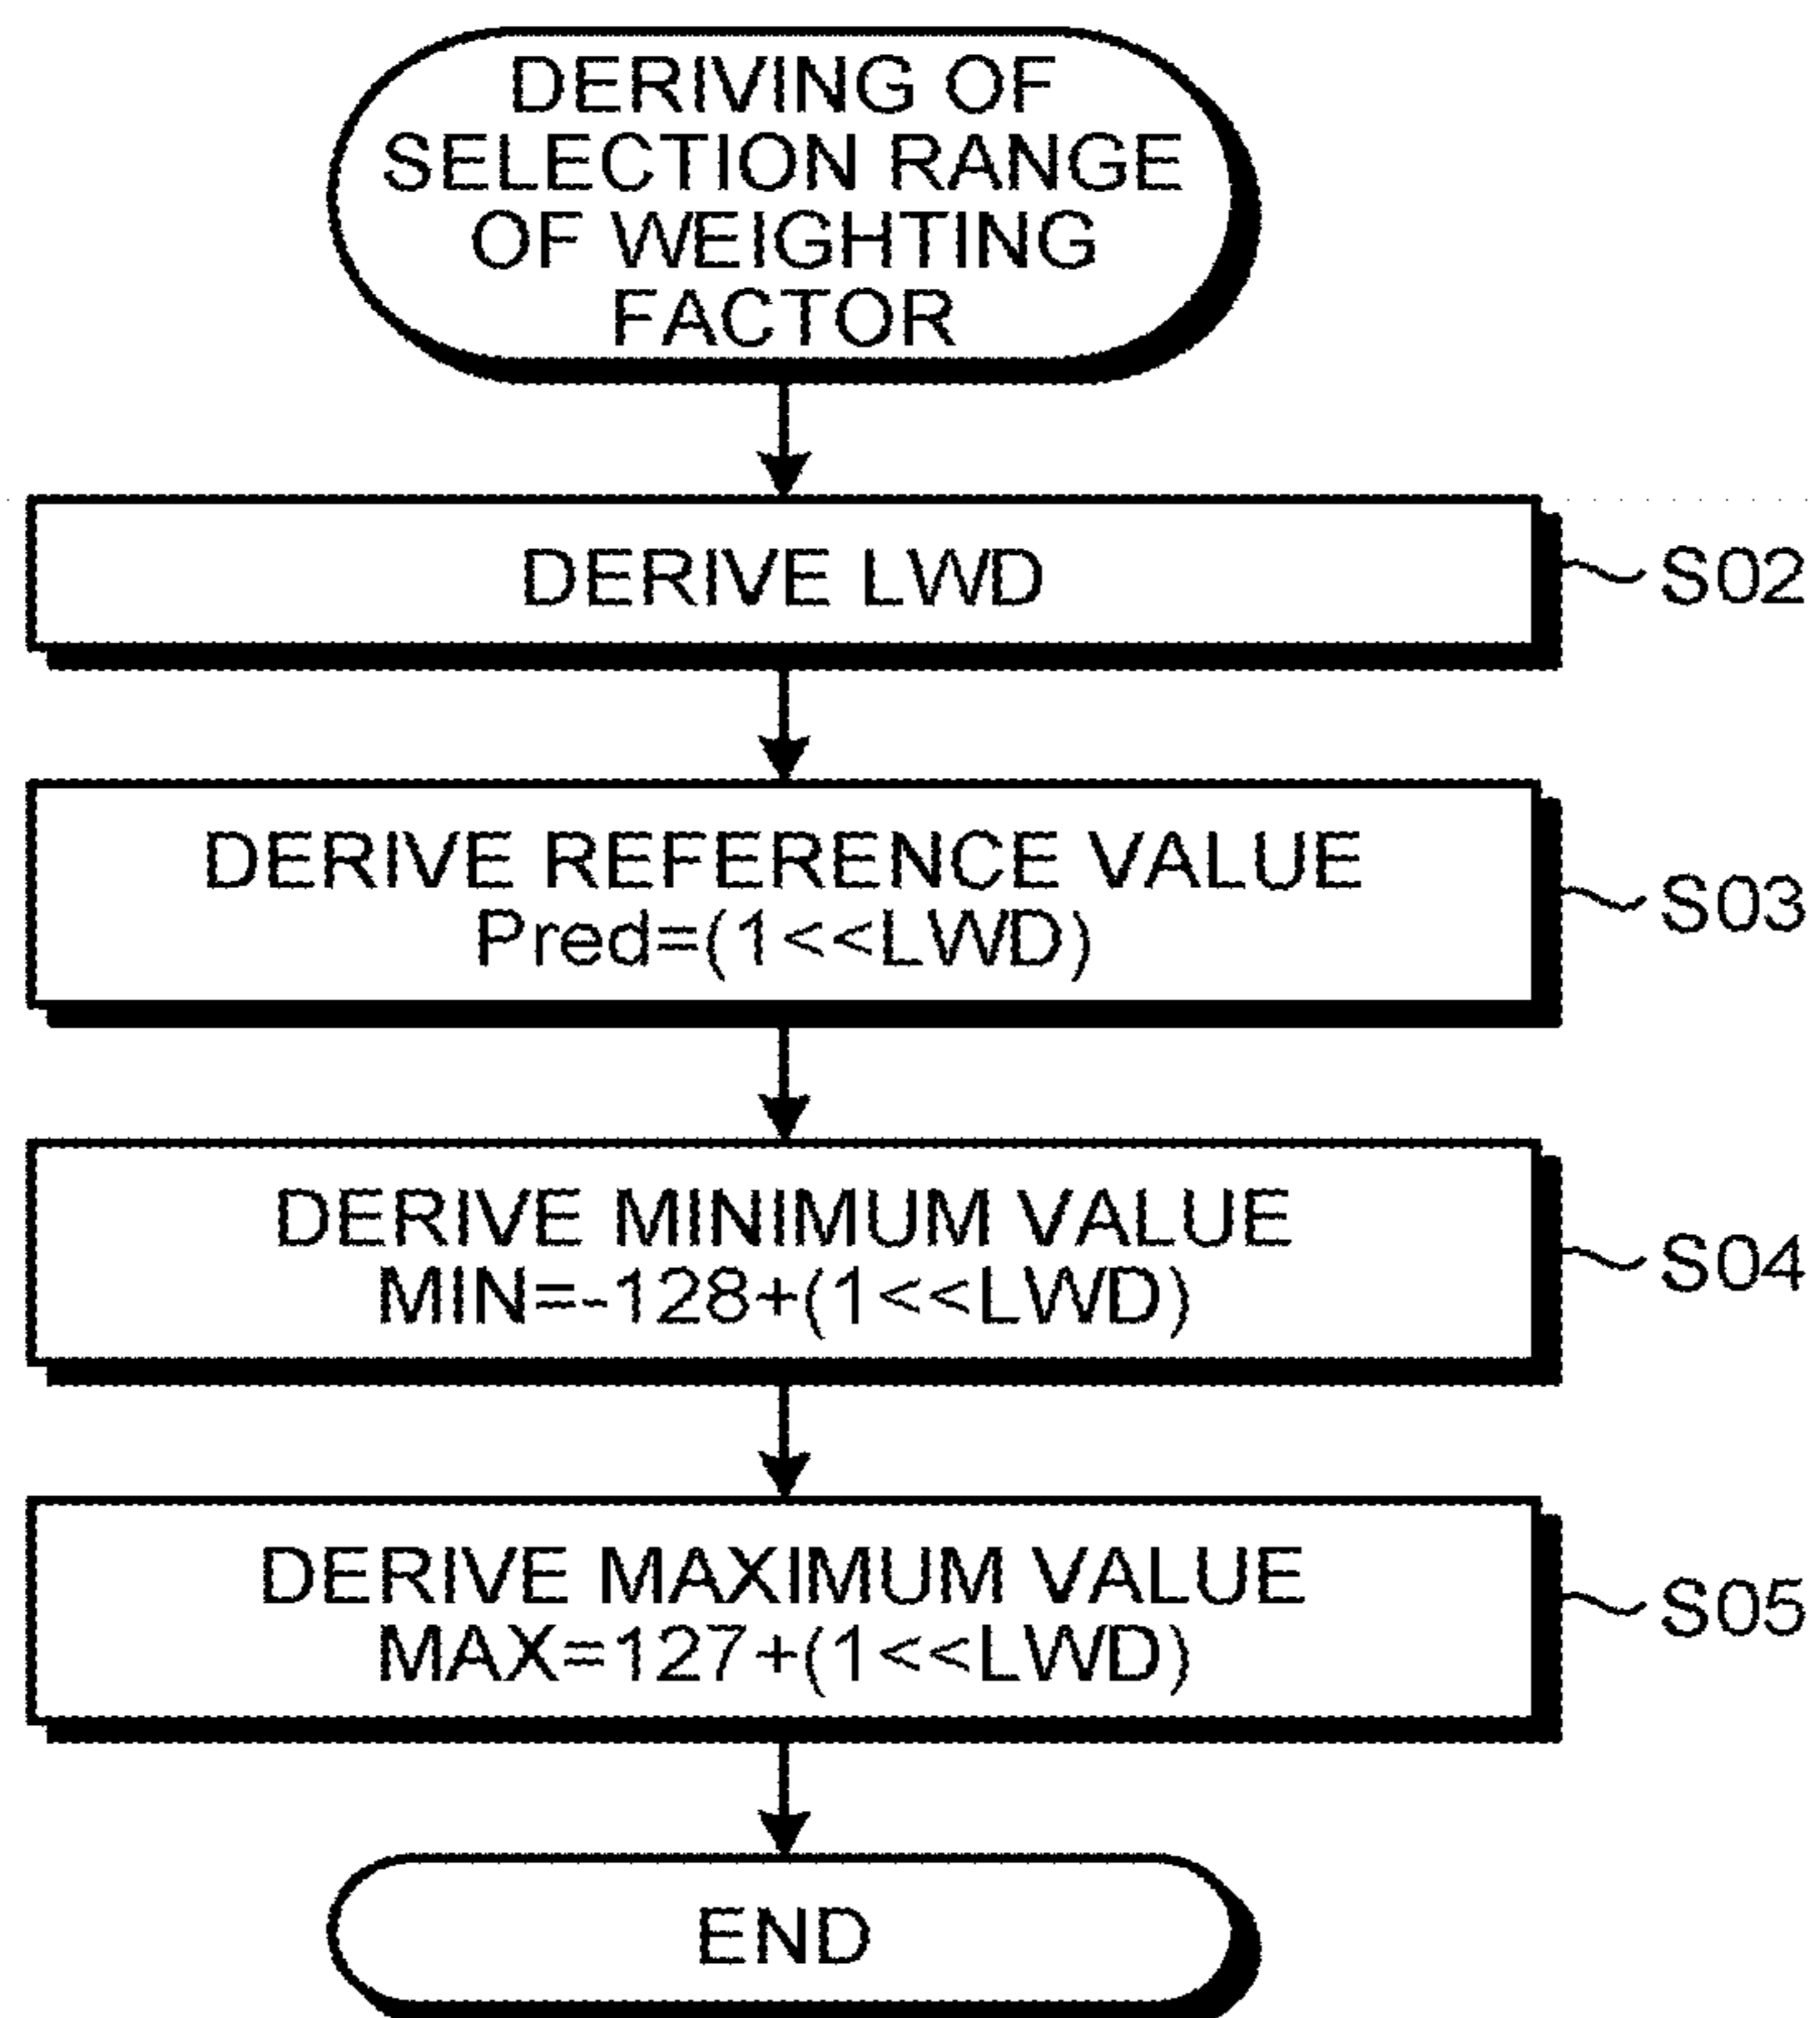 DERIVING OF
SELECTION RANGE
OF WEIGHTING
FACTOR
DERIVE LWD
S02
DERIVE REFERENCE VALUE
Pred=(1<<LWD)
S03
DERIVE MINIMUM VALUE
MIN=-128+(1<<LWD)
S04
DERIVE MAXIMUM VALUE
MAX=127+(1<<LWD)
S05
END